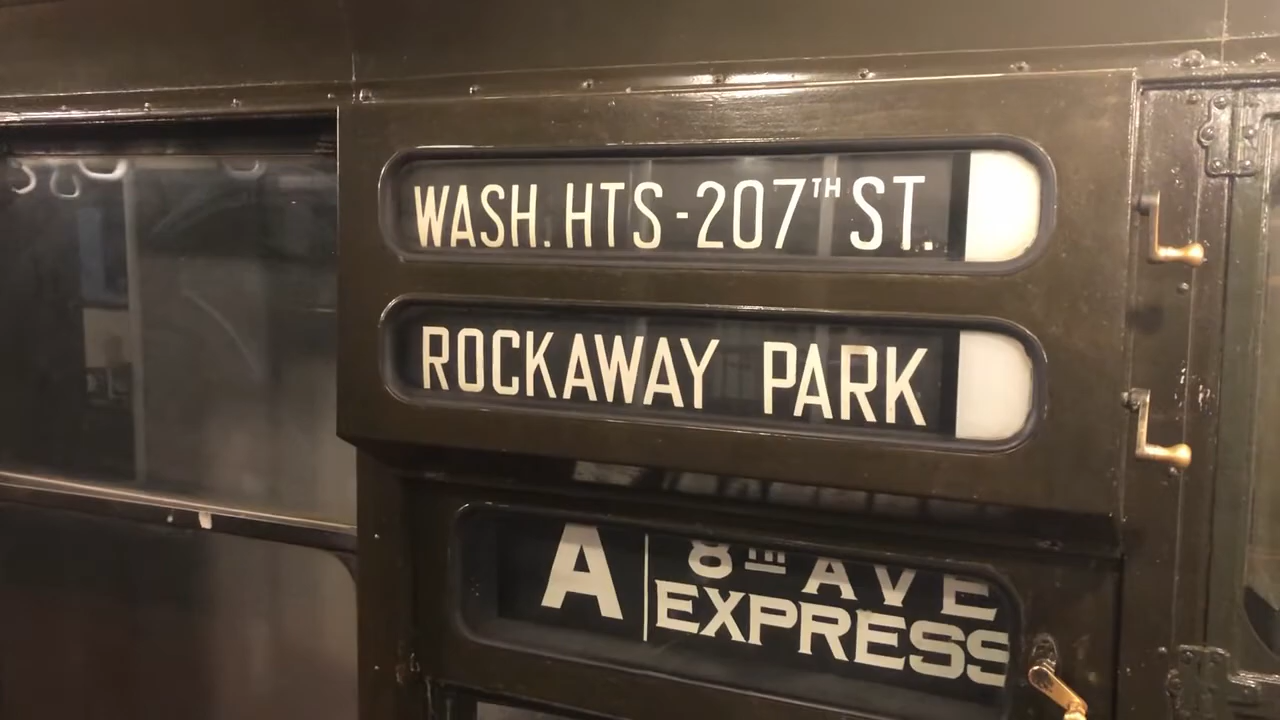 WASH. HTS - 207TH ST.
ROCKAWAY PARK
A 8TH AVE
EXPRESS